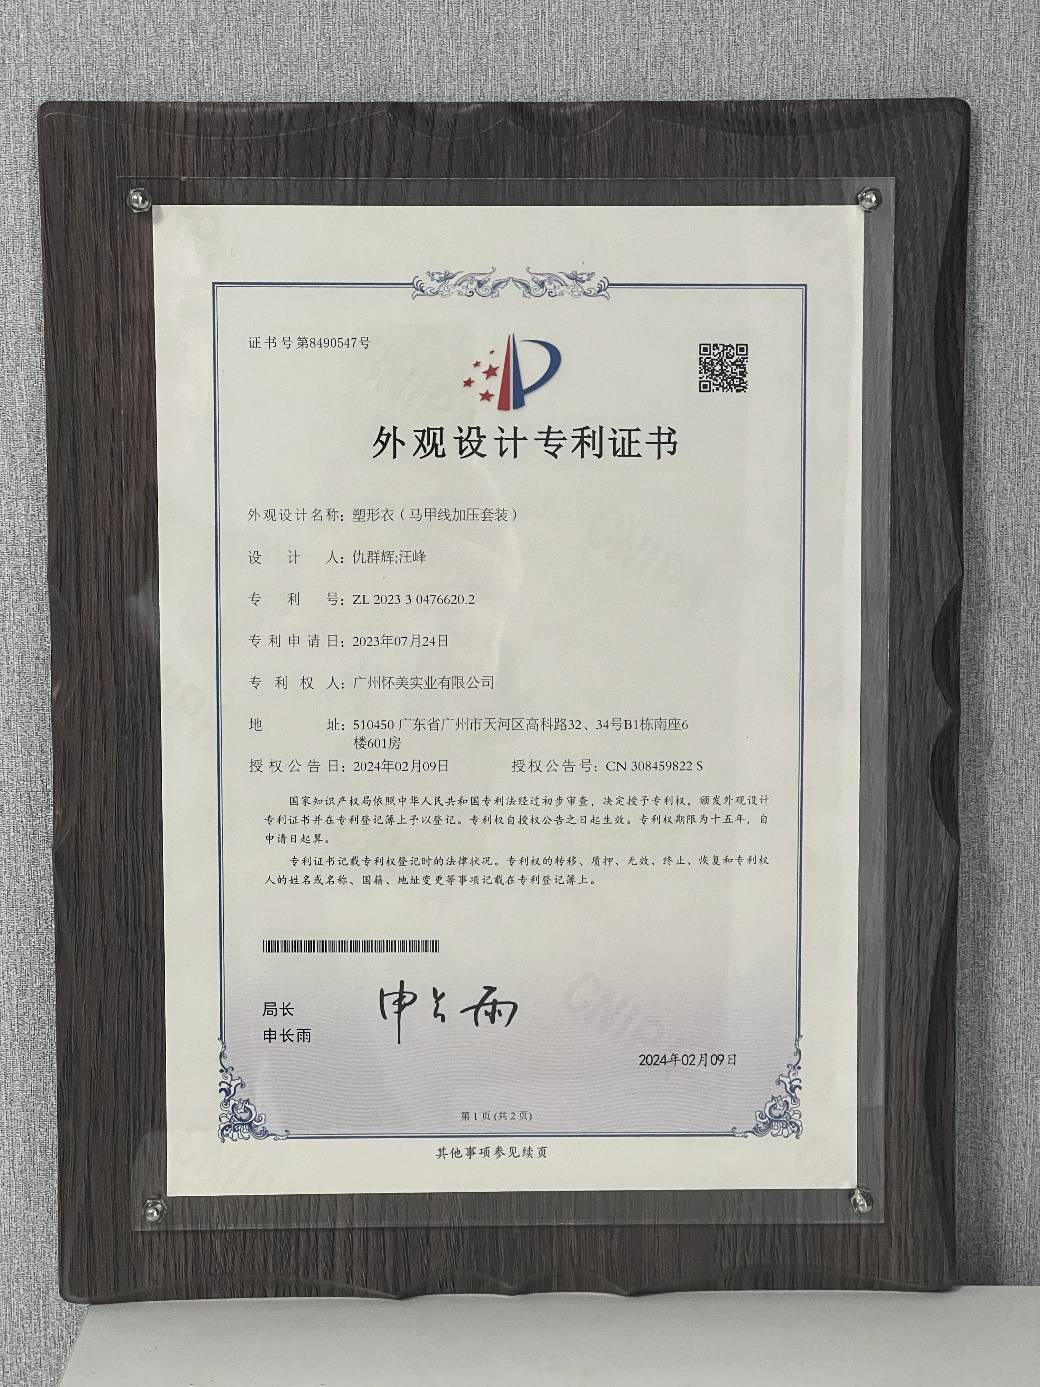 证书号第8490547号
外观设计专利证书
外观设计名称：塑形衣（马甲线加压套装）
设计人：仇群辉;汪峰
专利号：ZL 2023 3 0476620.2
专利申请日：2023年07月24日
专利权人：广州怀美实业有限公司
地址：510450 广东省广州市天河区高科路32、34号B1栋南座6
楼601房
授权公告日：2024年02月09日 授权公告号：CN 308459822 S
国家知识产权局依照中华人民共和国专利法经过初步审查，决定授予专利权，颁发外观设计
专利证书并在专利登记簿上予以登记。专利权自授权公告之日起生效。专利权期限为十五年，自
申请日起算。
专利证书记载专利权登记时的法律状况。专利权的转移、质押、无效、终止、恢复和专利权
人的姓名或名称、国籍、地址变更等事项记载在专利登记簿上。
局长
申长雨
申长雨
2024年02月09日
第 1 页 (共 2 页)
其他事项参见续页
CNIPA
CNIPA